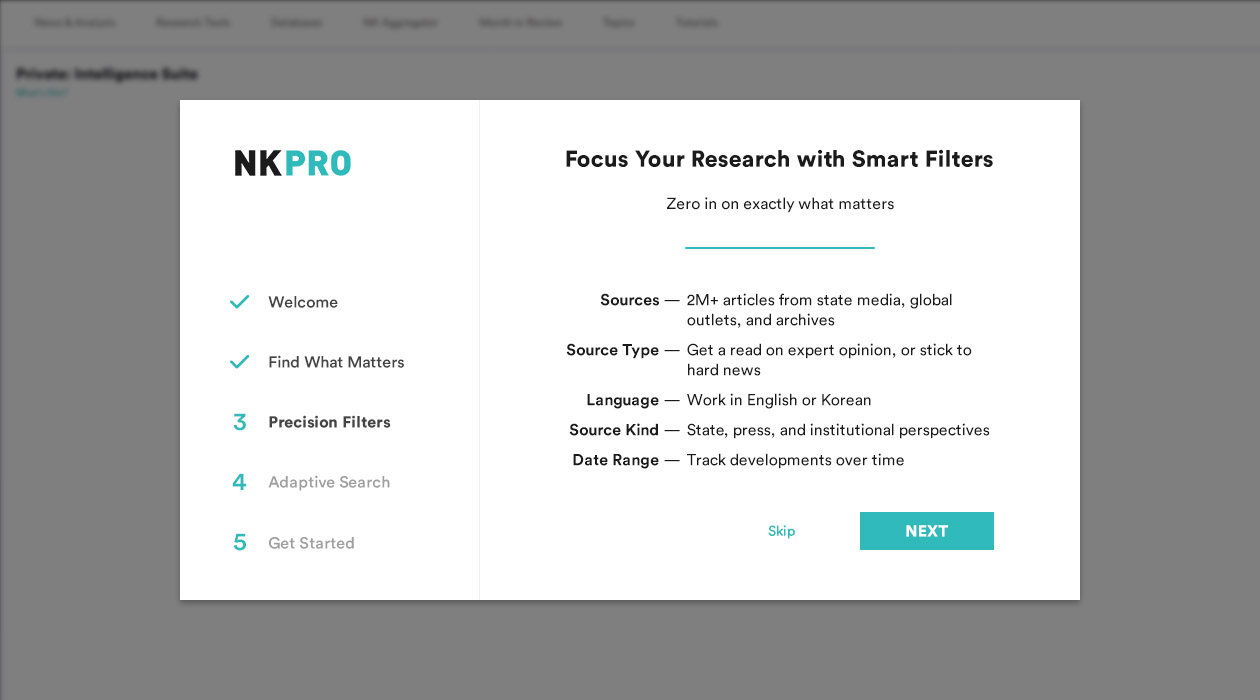 News & Analysis Research Tools Databases NK Aggregator Month in Review Topics Tutorials
Private: Intelligence Suite
What is this?
NKPRO
Welcome
Find What Matters
3 Precision Filters
4 Adaptive Search
5 Get Started
Focus Your Research with Smart Filters
Zero in on exactly what matters
Sources — 2M+ articles from state media, global
outlets, and archives
Source Type — Get a read on expert opinion, or stick to
hard news
Language — Work in English or Korean
Source Kind — State, press, and institutional perspectives
Date Range — Track developments over time
Skip NEXT